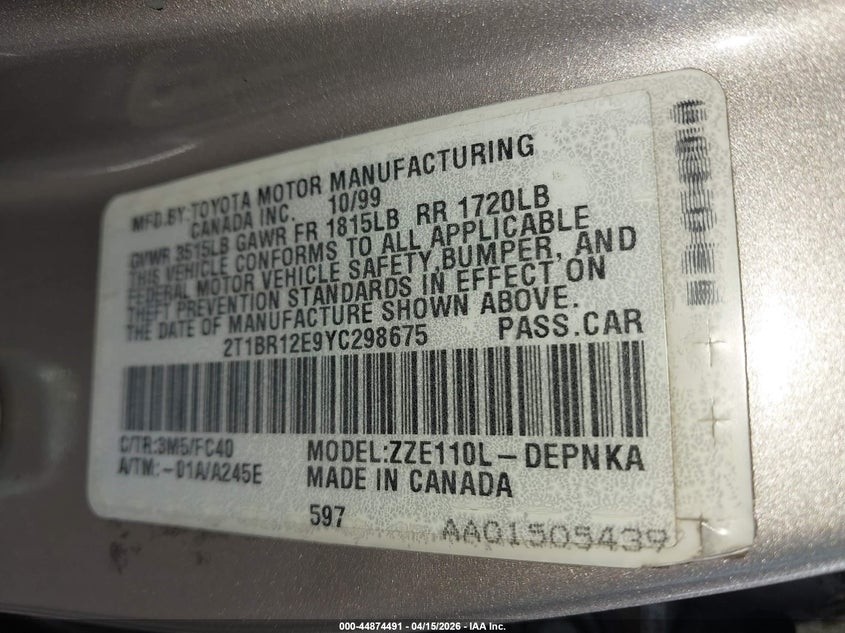 MFD.BY:TOYOTA MOTOR MANUFACTURING
CANADA INC. 10/99
GVWR 3515LB GAWR FR 1815LB RR 1720LB
THIS VEHICLE CONFORMS TO ALL APPLICABLE
FEDERAL MOTOR VEHICLE SAFETY,BUMPER, AND
THEFT PREVENTION STANDARDS IN EFFECT ON
THE DATE OF MANUFACTURE SHOWN ABOVE.
2T1BR12E9YC298675 PASS.CAR
C/TR:3M5/FC40 MODEL:ZZE110L-DEPNKA
A/TM:-01A/A245E MADE IN CANADA
597 AA01505439
000-44874491 - 04/15/2026 - IAA Inc.